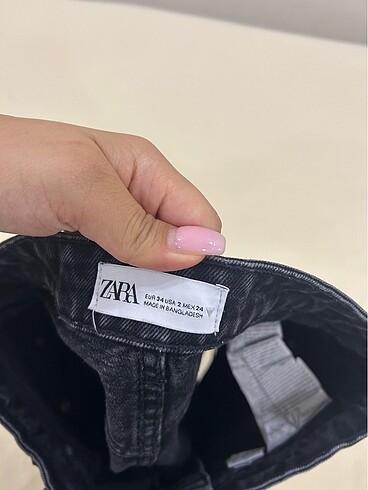 ZARA
EUR 34 USA 2 MEX 24
MADE IN BANGLADESH